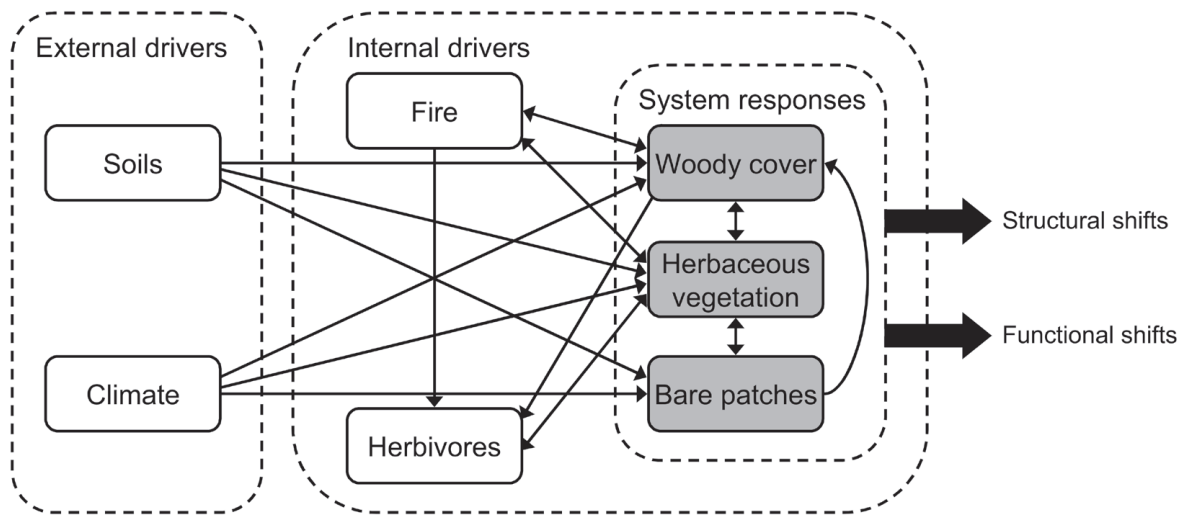 External drivers
Internal drivers
System responses
Fire
Soils
Woody cover
Herbaceous
vegetation
Climate
Bare patches
Herbivores
Structural shifts
Functional shifts